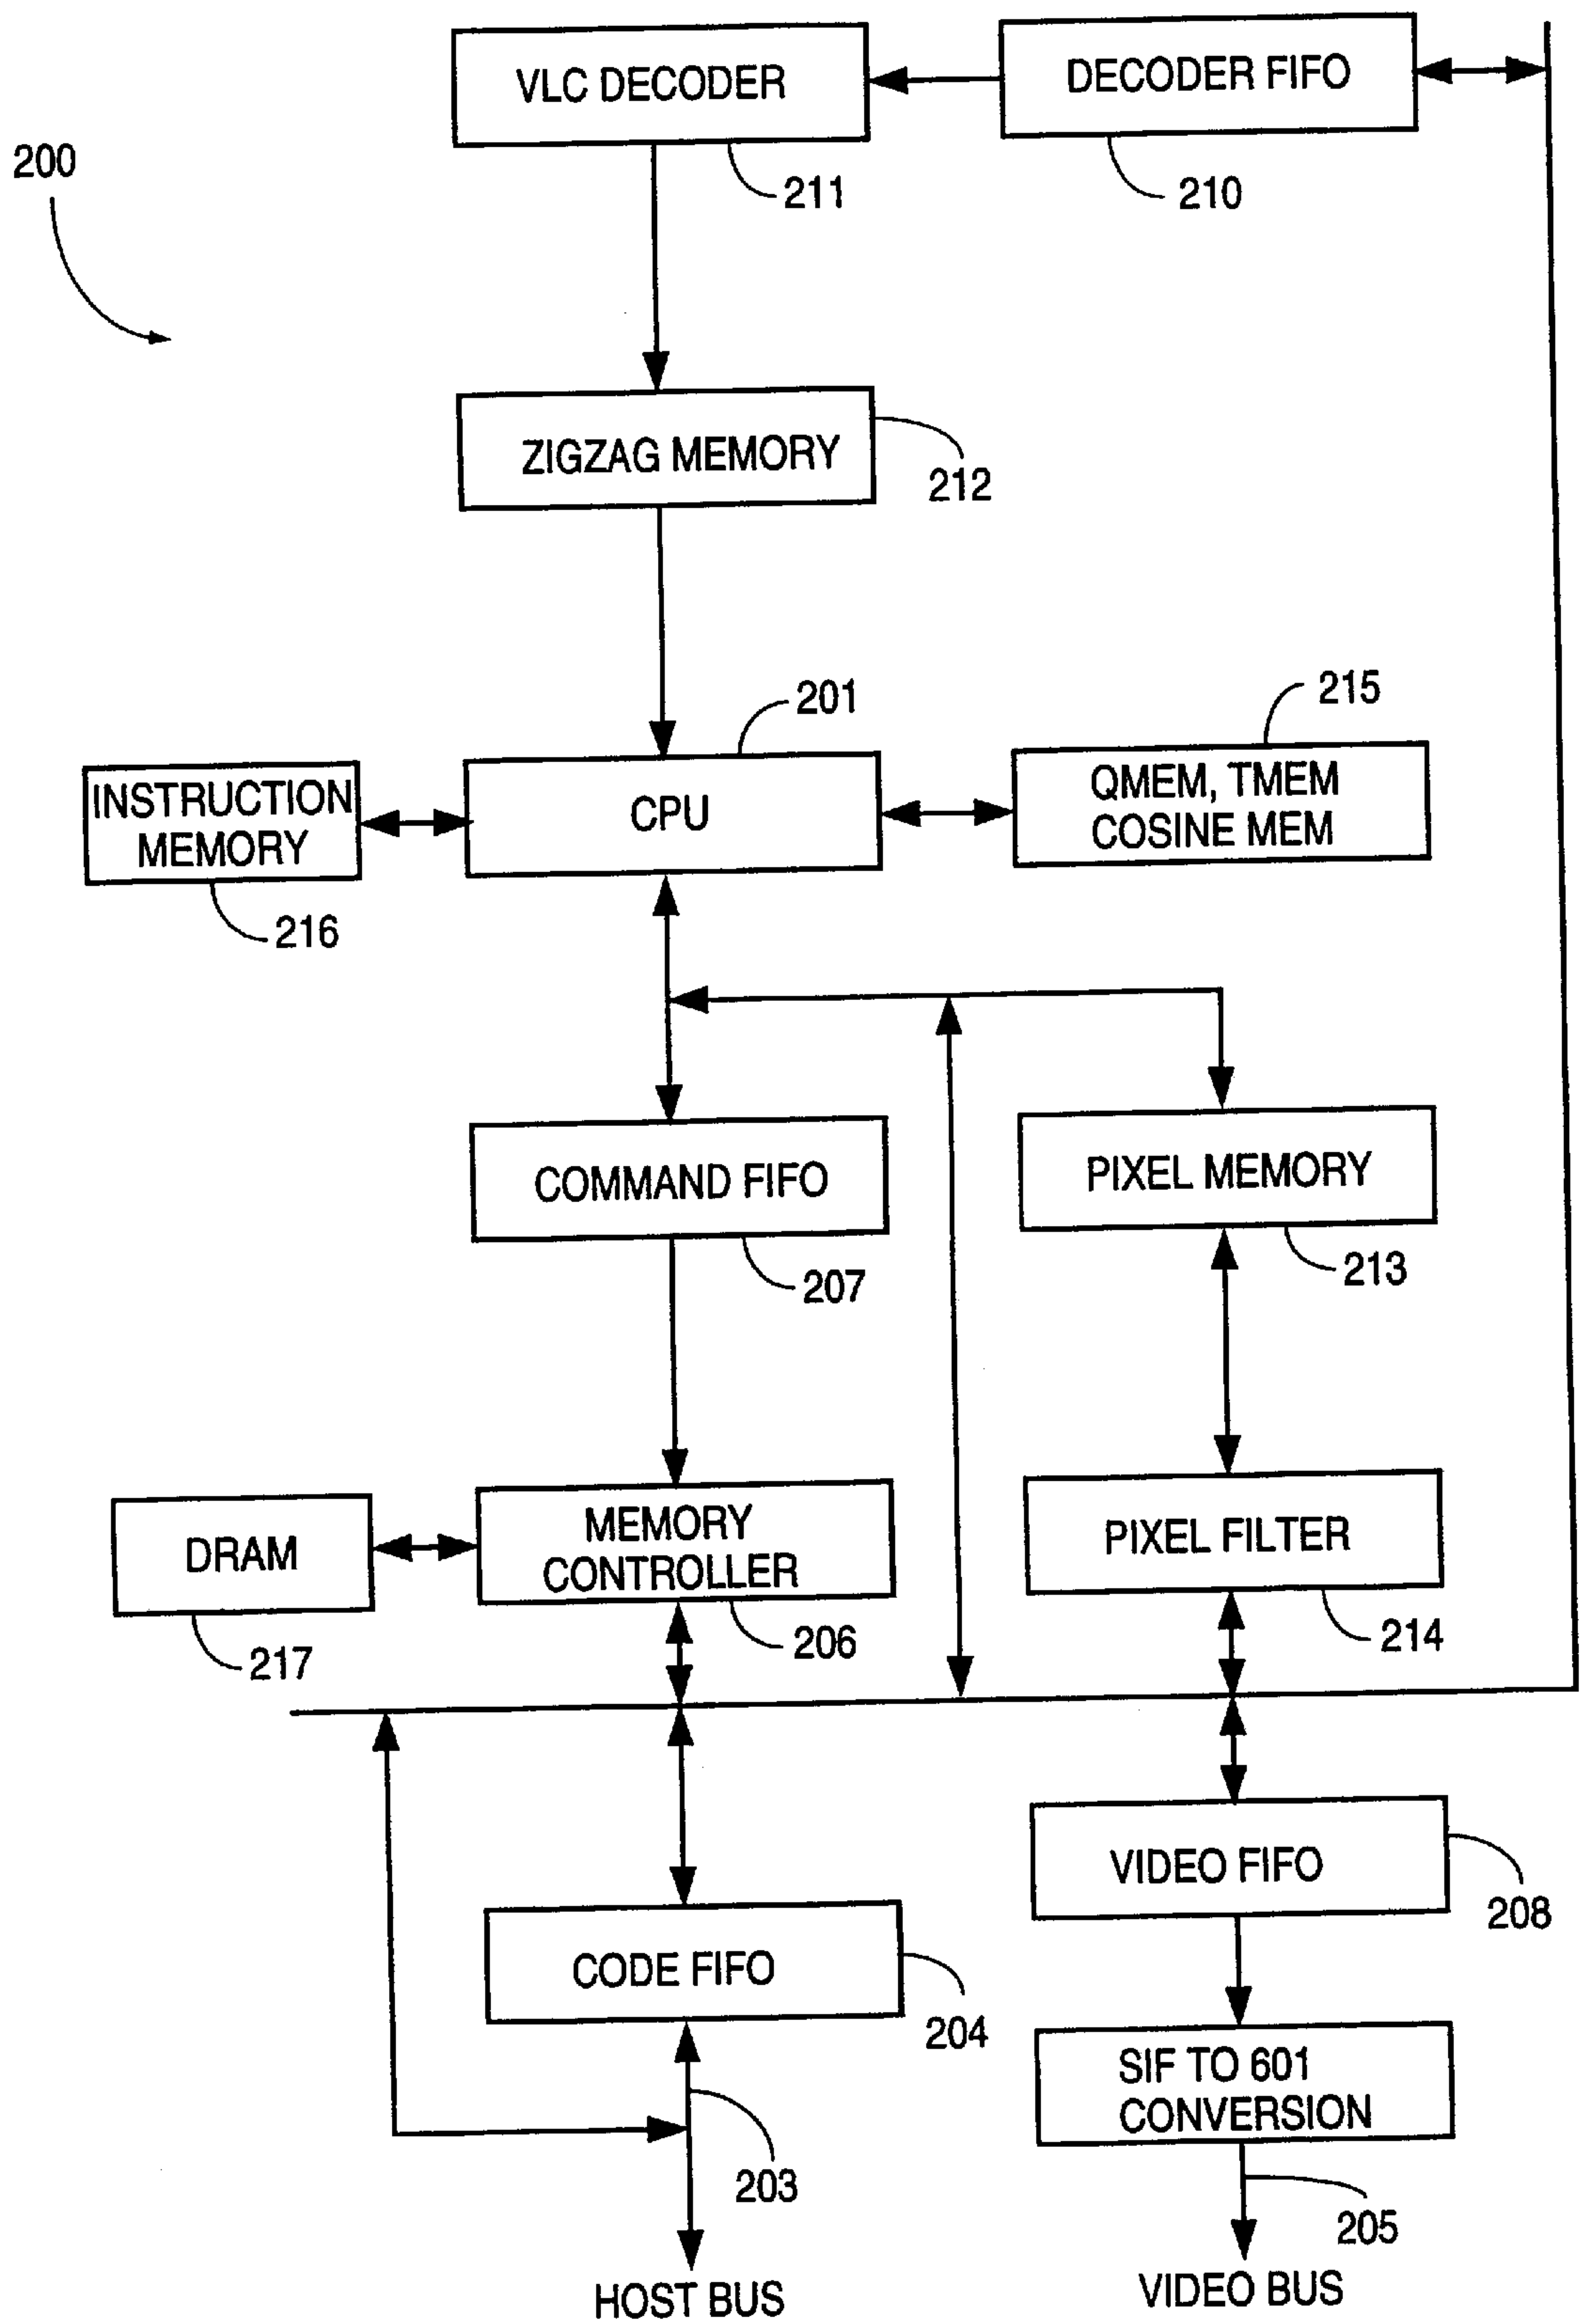 VLC DECODER
DECODER FIFO
200
211
210
ZIGZAG MEMORY
212
201
215
INSTRUCTION
MEMORY
CPU
QMEM, TMEM
COSINE MEM
216
COMMAND FIFO
PIXEL MEMORY
207
213
DRAM
MEMORY
CONTROLLER
PIXEL FILTER
217
206
214
VIDEO FIFO
208
CODE FIFO
204
SIF TO 601
CONVERSION
203
205
HOST BUS
VIDEO BUS